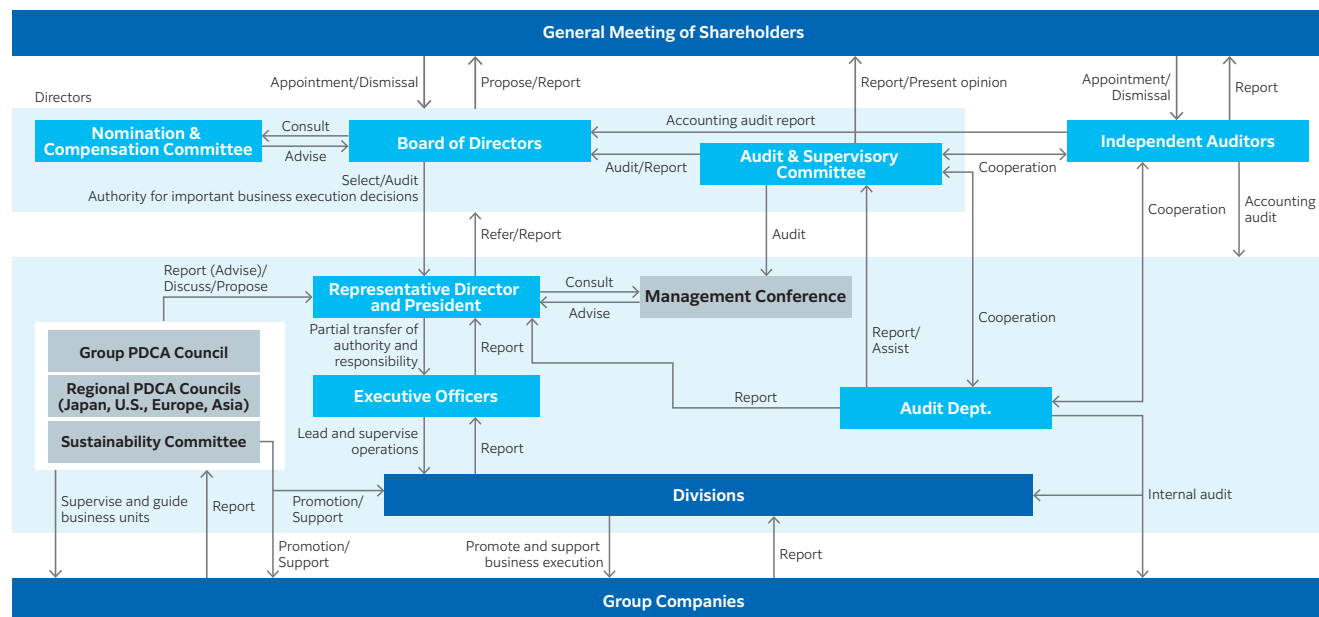 General Meeting of Shareholders
Appointment/Dismissal
Propose/Report
Report/Present opinion
Appointment/
Dismissal
Report
Directors
Nomination &
Compensation Committee
Consult
Advise
Board of Directors
Accounting audit report
Audit/Report
Audit & Supervisory
Committee
Cooperation
Independent Auditors
Select/Audit
Authority for important business execution decisions
Refer/Report
Audit
Cooperation
Accounting
audit
Report (Advise)/
Discuss/Propose
Representative Director
and President
Consult
Advise
Management Conference
Partial transfer of
authority and
responsibility
Report
Report/
Assist
Cooperation
Group PDCA Council
Regional PDCA Councils
(Japan, U.S., Europe, Asia)
Sustainability Committee
Executive Officers
Report
Audit Dept.
Lead and supervise
operations
Report
Divisions
Internal audit
Supervise and guide
business units
Report
Promotion/
Support
Promotion/
Support
Promote and support
business execution
Report
Group Companies